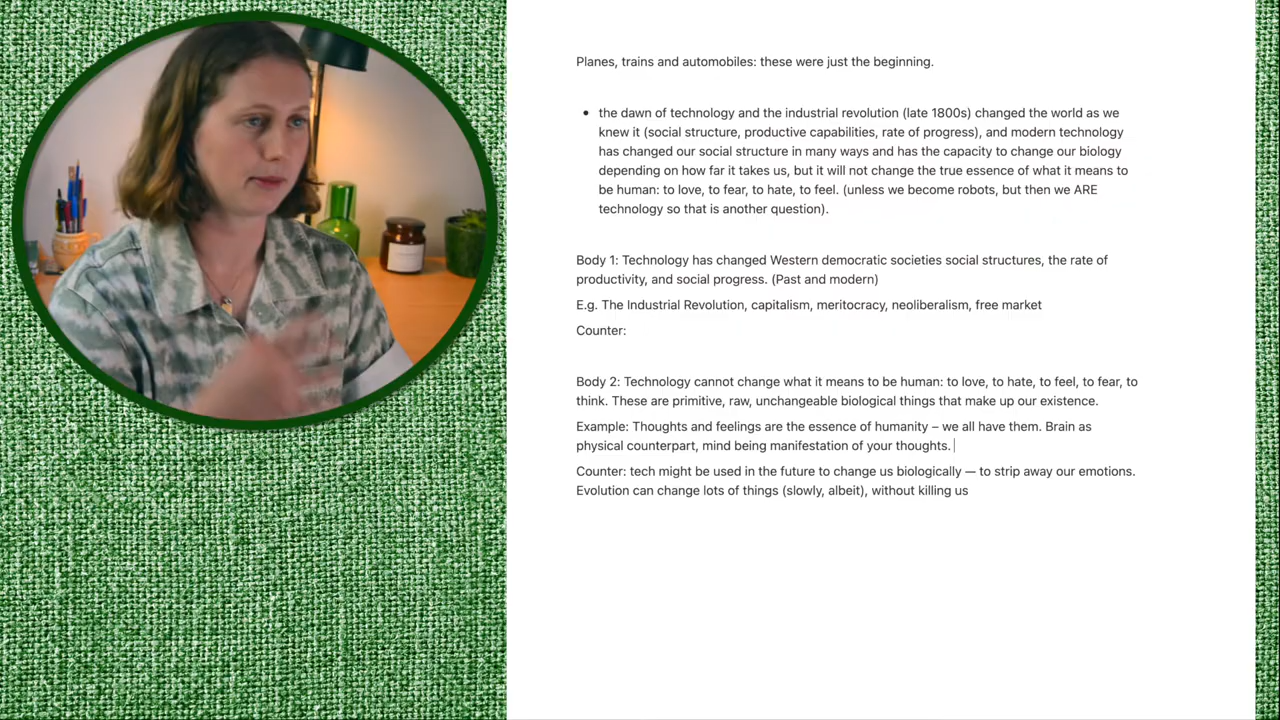 Planes, trains and automobiles: these were just the beginning.
• the dawn of technology and the industrial revolution (late 1800s) changed the world as we
knew it (social structure, productive capabilities, rate of progress), and modern technology
has changed our social structure in many ways and has the capacity to change our biology
depending on how far it takes us, but it will not change the true essence of what it means to
be human: to love, to fear, to hate, to feel. (unless we become robots, but then we ARE
technology so that is another question).
Body 1: Technology has changed Western democratic societies social structures, the rate of
productivity, and social progress. (Past and modern)
E.g. The Industrial Revolution, capitalism, meritocracy, neoliberalism, free market
Counter:
Body 2: Technology cannot change what it means to be human: to love, to hate, to feel, to fear, to
think. These are primitive, raw, unchangeable biological things that make up our existence.
Example: Thoughts and feelings are the essence of humanity – we all have them. Brain as
physical counterpart, mind being manifestation of your thoughts.
Counter: tech might be used in the future to change us biologically — to strip away our emotions.
Evolution can change lots of things (slowly, albeit), without killing us